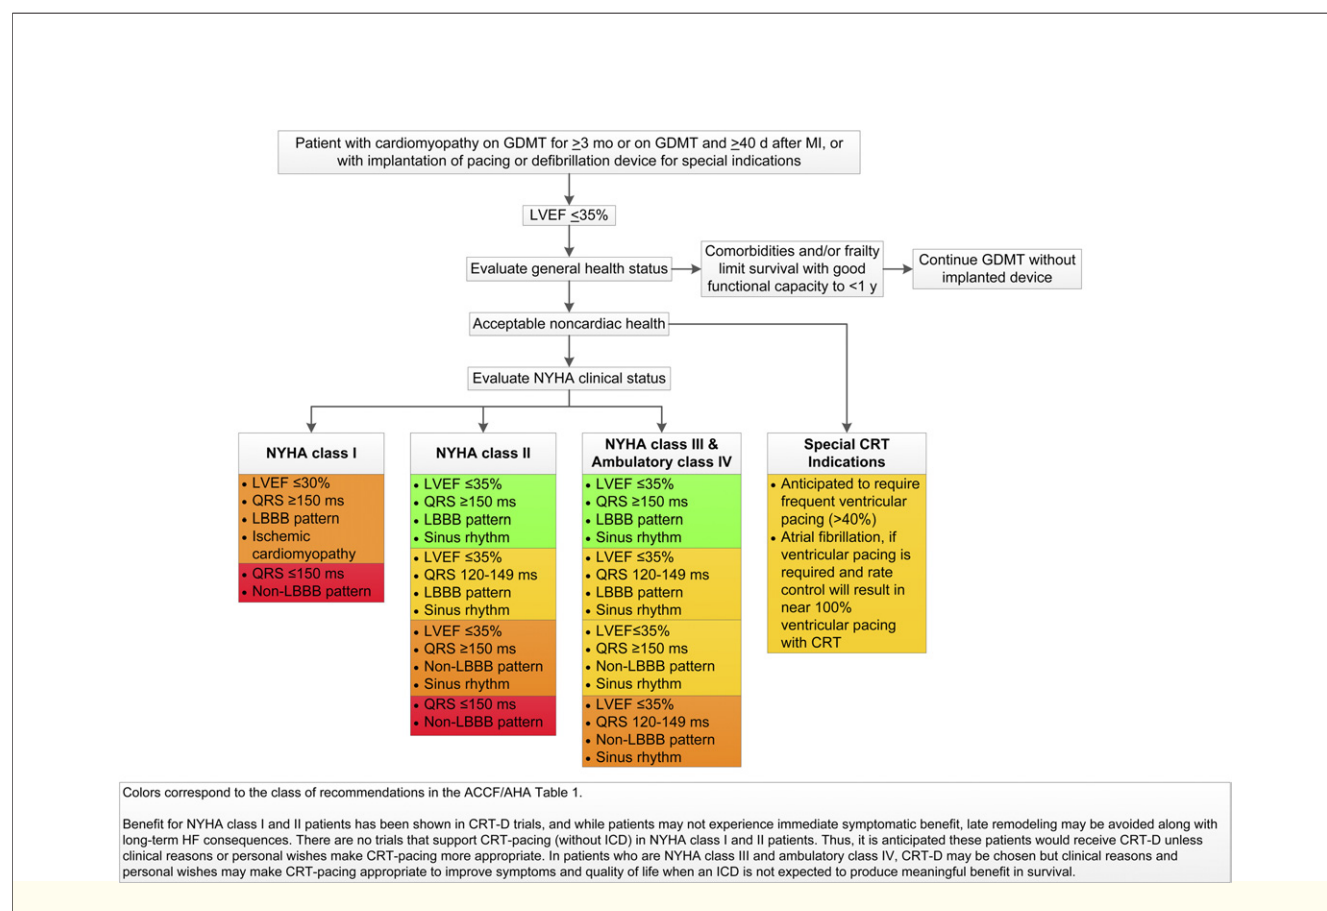 Patient with cardiomyopathy on GDMT for ≥3 mo or on GDMT and ≥40 d after MI, or
with implantation of pacing or defibrillation device for special indications
LVEF ≤35%
Evaluate general health status
Comorbidities and/or frailty
limit survival with good
functional capacity to <1 y
Continue GDMT without
implanted device
Acceptable noncardiac health
Evaluate NYHA clinical status
NYHA class I
• LVEF ≤30%
• QRS ≥150 ms
• LBBB pattern
• Ischemic
cardiomyopathy
• QRS ≤150 ms
• Non-LBBB pattern
NYHA class II
• LVEF ≤35%
• QRS ≥150 ms
• LBBB pattern
• Sinus rhythm
• LVEF ≤35%
• QRS 120-149 ms
• LBBB pattern
• Sinus rhythm
• LVEF ≤35%
• QRS ≥150 ms
• Non-LBBB pattern
• Sinus rhythm
• QRS ≤150 ms
• Non-LBBB pattern
NYHA class III &
Ambulatory class IV
• LVEF ≤35%
• QRS ≥150 ms
• LBBB pattern
• Sinus rhythm
• LVEF ≤35%
• QRS 120-149 ms
• LBBB pattern
• Sinus rhythm
• LVEF≤35%
• QRS ≥150 ms
• Non-LBBB pattern
• Sinus rhythm
• LVEF ≤35%
• QRS 120-149 ms
• Non-LBBB pattern
• Sinus rhythm
Special CRT
Indications
• Anticipated to require
frequent ventricular
pacing (>40%)
• Atrial fibrillation, if
ventricular pacing is
required and rate
control will result in
near 100%
ventricular pacing
with CRT
Colors correspond to the class of recommendations in the ACCF/AHA Table 1.
Benefit for NYHA class I and II patients has been shown in CRT-D trials, and while patients may not experience immediate symptomatic benefit, late remodeling may be avoided along with
long-term HF consequences. There are no trials that support CRT-pacing (without ICD) in NYHA class I and II patients. Thus, it is anticipated these patients would receive CRT-D unless
clinical reasons or personal wishes make CRT-pacing more appropriate. In patients who are NYHA class III and ambulatory class IV, CRT-D may be chosen but clinical reasons and
personal wishes may make CRT-pacing appropriate to improve symptoms and quality of life when an ICD is not expected to produce meaningful benefit in survival.